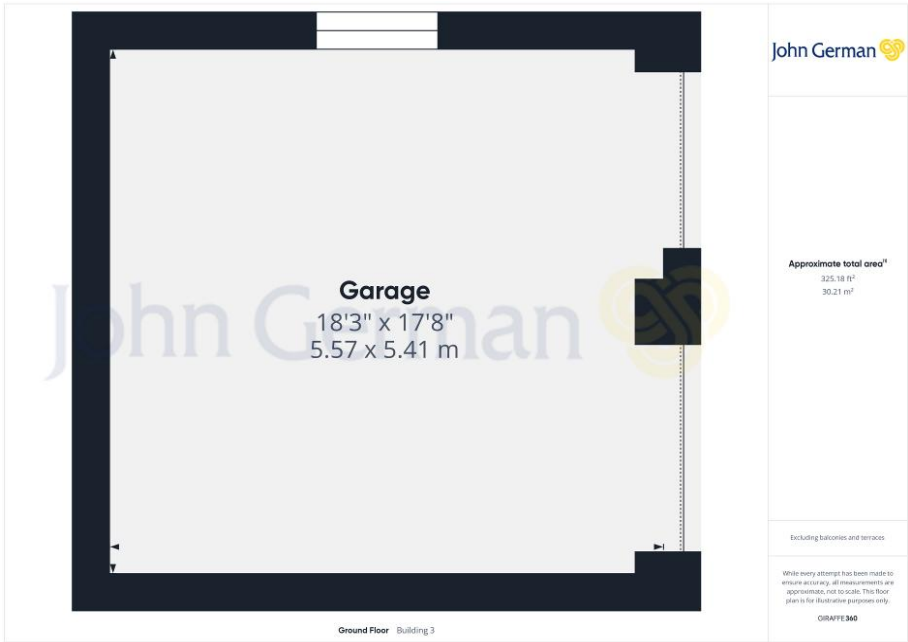 John German
John German
Garage
18'3" x 17'8"
5.57 x 5.41 m
Approximate total area⁽¹⁾
325.18 ft²
30.21 m²
Excluding balconies and terraces
While every attempt has been made to
ensure accuracy, all measurements are
approximate, not to scale. This floor
plan is for illustrative purposes only.
GIRAFFE360
Ground Floor Building 3